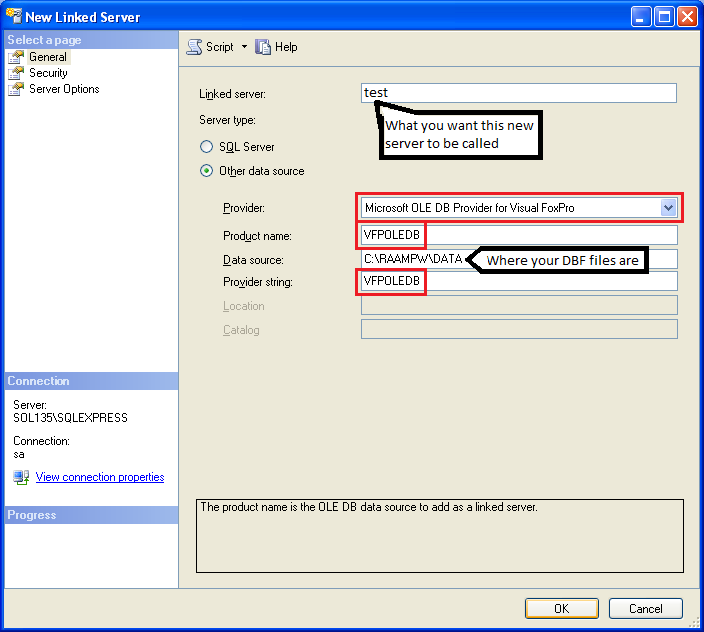 New Linked Server
Select a page
General
Security
Server Options
Script
Help
Linked server:
test
What you want this new
server to be called
Server type:
SQL Server
Other data source
Provider:
Microsoft OLE DB Provider for Visual FoxPro
Product name:
VFPOLEDB
Data source:
C:\RAAMPW\DATA
Where your DBF files are
Provider string:
VFPOLEDB
Location
Catalog
Connection
Server:
SOL135\SQLEXPRESS
Connection:
sa
View connection properties
Progress
The product name is the OLE DB data source to add as a linked server.
OK
Cancel